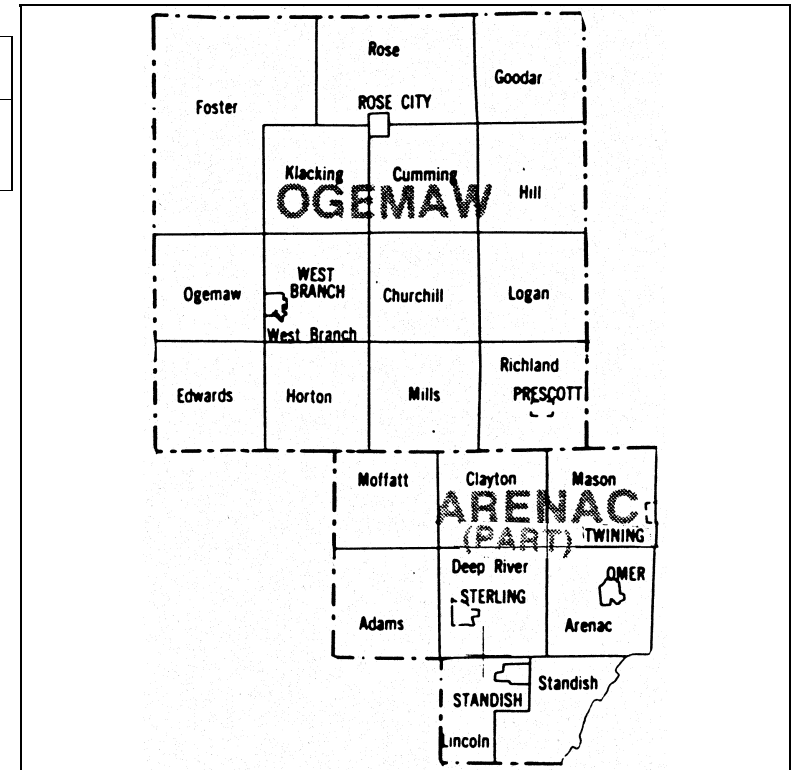 Rose
Goodar
Foster
ROSE CITY
Klacking
Cumming
Hill
OGEMAW
Ogemaw
WEST
BRANCH
Churchill
Logan
West Branch
Richland
Edwards
Horton
Mills
PRESCOTT
Moffatt
Clayton
Mason
ARENAC
(PART)
TWINING
Deep River
OMER
STERLING
Adams
Arenac
STANDISH
Standish
Lincoln